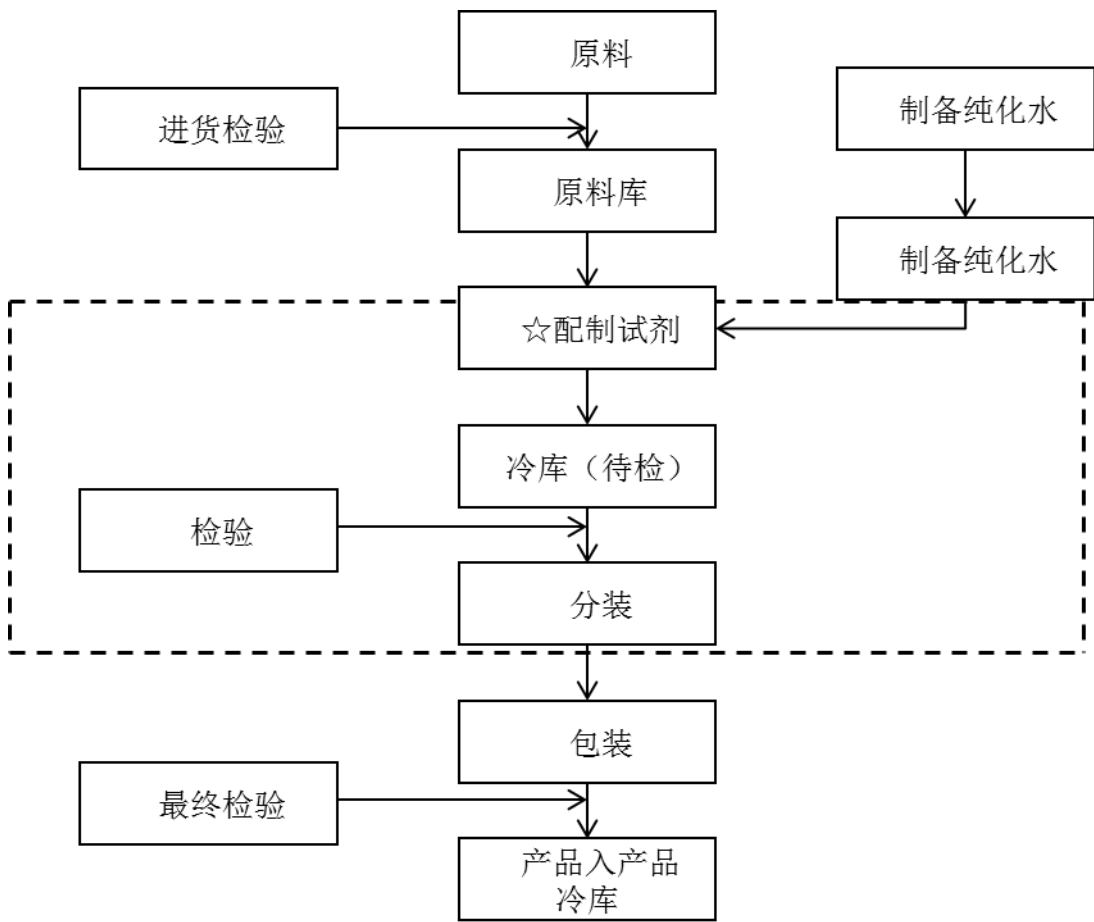 原料
制备纯化水
进货检验
原料库
制备纯化水
☆配制试剂
冷库（待检）
检验
分装
包装
最终检验
产品入产品
冷库